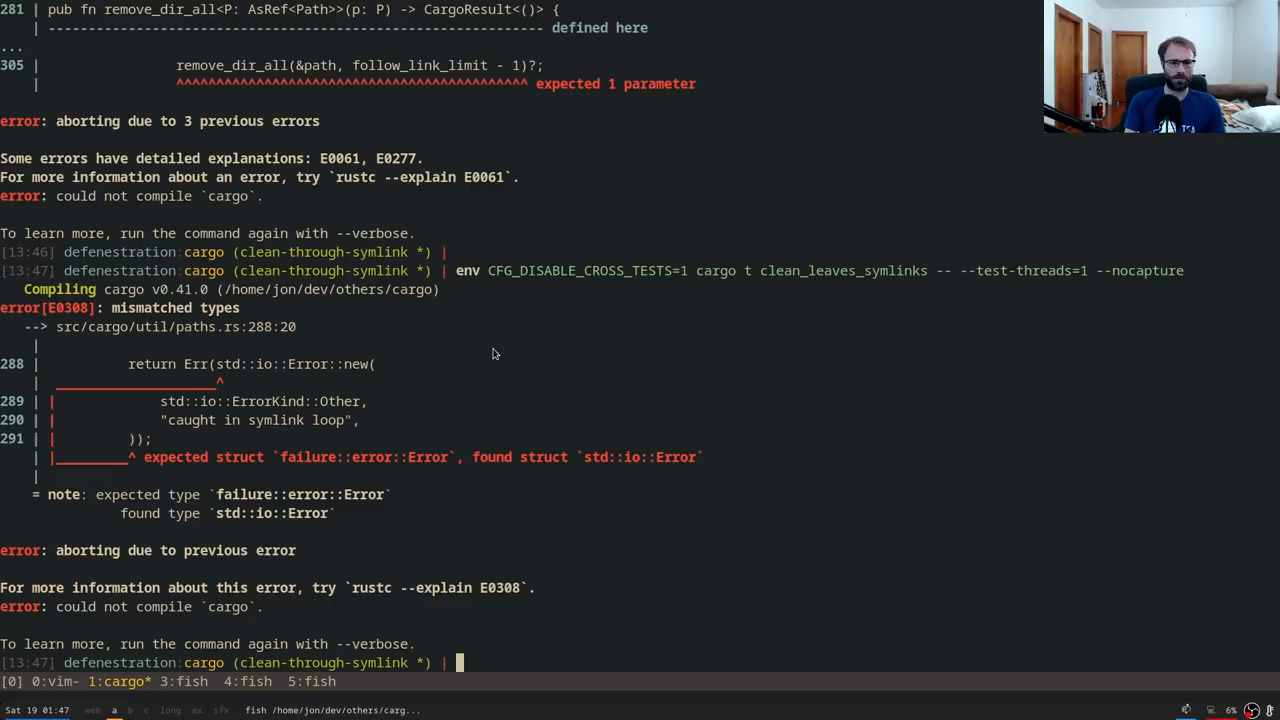 281 | pub fn remove_dir_all<P: AsRef<Path>>(p: P) -> CargoResult<()> {
    | -------------------------------------------------------------- defined here
...
305 |                 remove_dir_all(&path, follow_link_limit - 1)?;
    |                 ^^^^^^^^^^^^^^^^^^^^^^^^^^^^^^^^^^^^^^^^^^^^ expected 1 parameter
error: aborting due to 3 previous errors
Some errors have detailed explanations: E0061, E0277.
For more information about an error, try `rustc --explain E0061`.
error: could not compile `cargo`.
To learn more, run the command again with --verbose.
[13:46] defenestration:cargo (clean-through-symlink *) |
[13:47] defenestration:cargo (clean-through-symlink *) | env CFG_DISABLE_CROSS_TESTS=1 cargo t clean_leaves_symlinks -- --test-threads=1 --nocapture
   Compiling cargo v0.41.0 (/home/jon/dev/others/cargo)
error[E0308]: mismatched types
   --> src/cargo/util/paths.rs:288:20
    |
288 |           return Err(std::io::Error::new(
    |  ____________________^
289 | |             std::io::ErrorKind::Other,
290 | |             "caught in symlink loop",
291 | |         ));
    | |_________^ expected struct `failure::error::Error`, found struct `std::io::Error`
    |
    = note: expected type `failure::error::Error`
               found type `std::io::Error`
error: aborting due to previous error
For more information about this error, try `rustc --explain E0308`.
error: could not compile `cargo`.
To learn more, run the command again with --verbose.
[13:47] defenestration:cargo (clean-through-symlink *) |
[0] 0:vim- 1:cargo* 3:fish  4:fish  5:fish
Sat 19 01:47 web a b c long mx sfx fish /home/jon/dev/others/carg... 6%